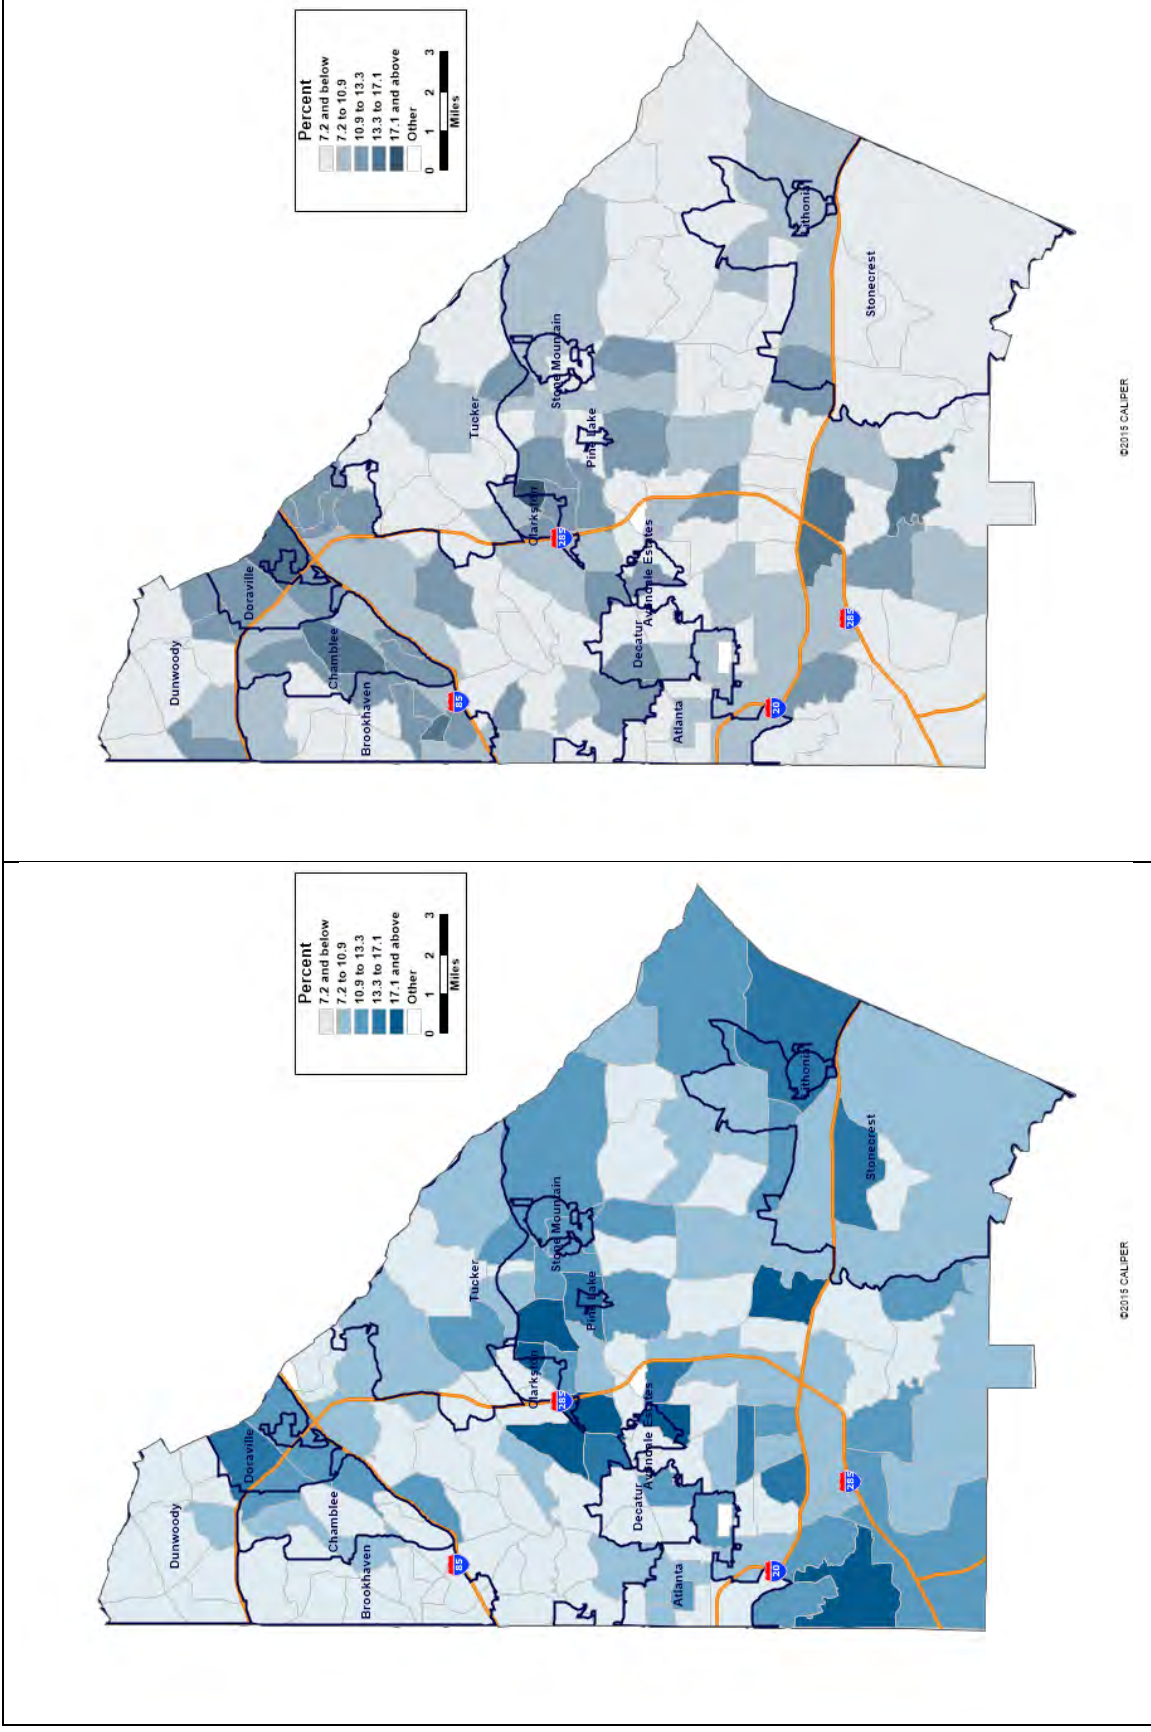 Percent
7.2 and below
7.2 to 10.9
10.9 to 13.3
13.3 to 17.1
17.1 and above
Other
0 1 2 3
Miles
Dunwoody
Doraville
Chamblee
Brookhaven
85
Tucker
Clarkston
Stone Mountain
285
Pine Lake
Decatur
Avondale Estates
Atlanta
20
Lithonia
285
Stonecrest
©2015 CALIPER
Percent
7.2 and below
7.2 to 10.9
10.9 to 13.3
13.3 to 17.1
17.1 and above
Other
0 1 2 3
Miles
Dunwoody
Doraville
Chamblee
Brookhaven
85
Tucker
Clarkston
Stone Mountain
285
Pine Lake
Decatur
Avondale Estates
Atlanta
20
Lithonia
285
Stonecrest
©2015 CALIPER